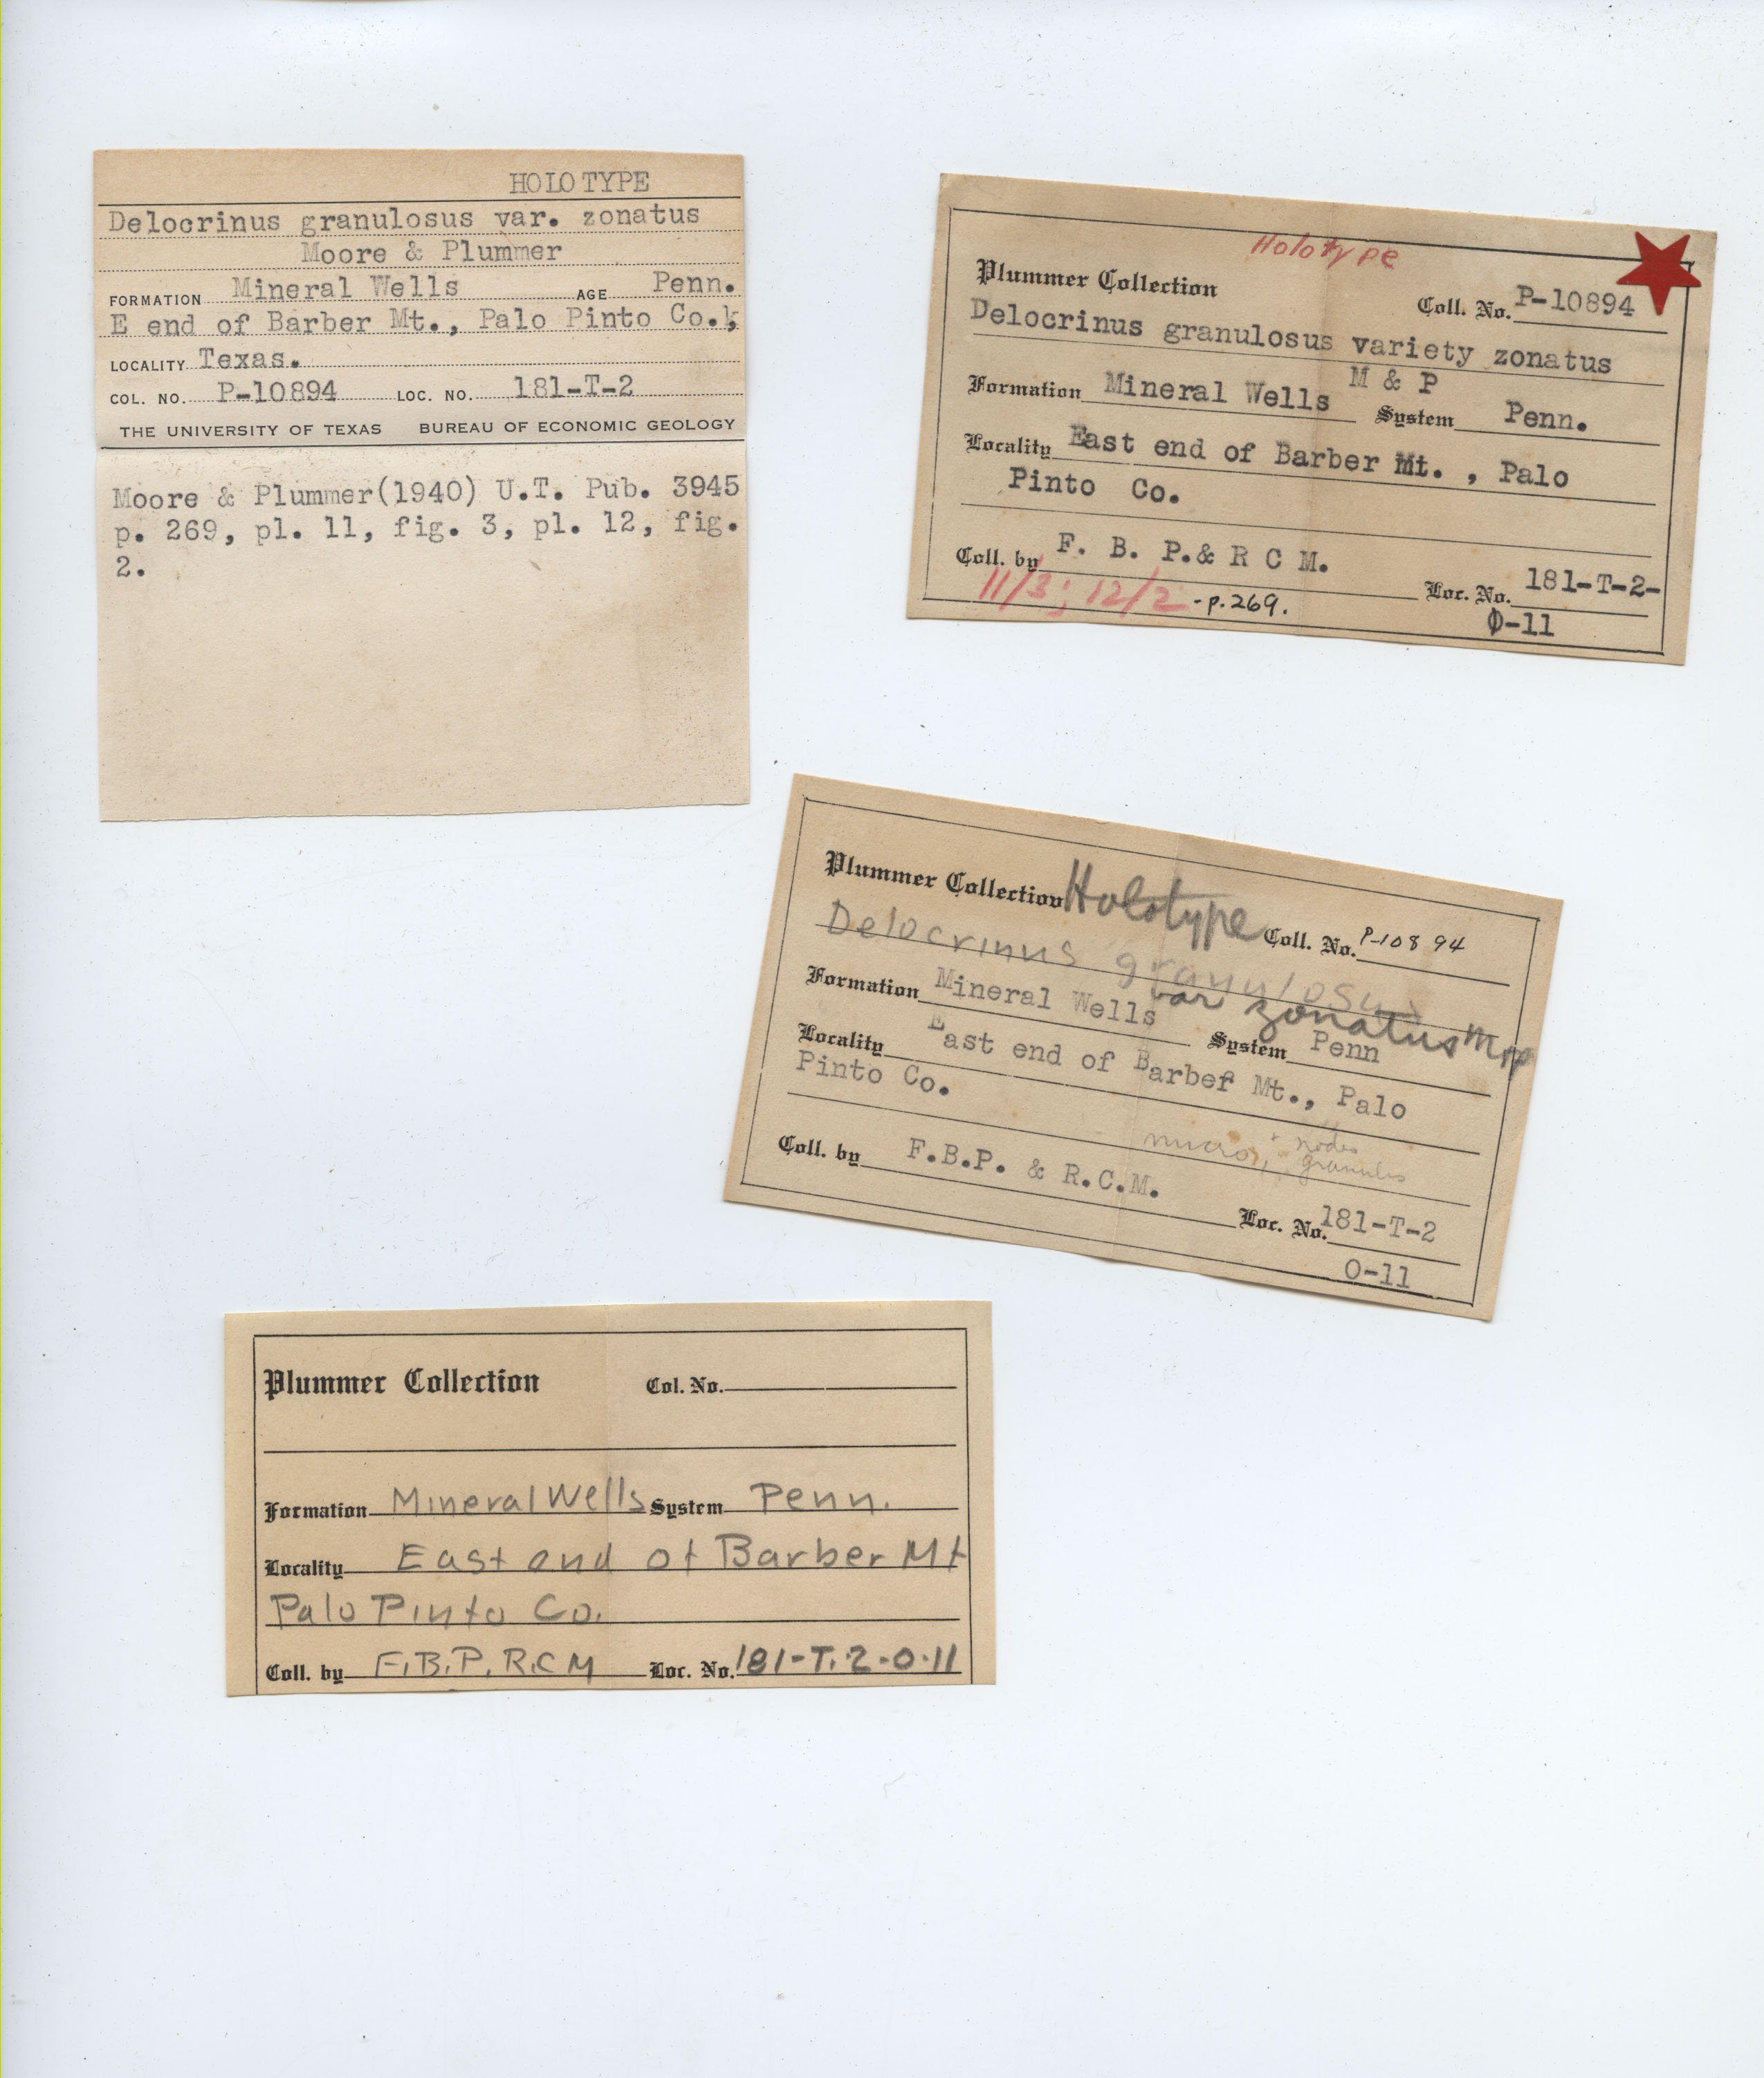 HOLOTYPE
Delocrinus granulosus var. zonatus
Moore & Plummer
FORMATION Mineral Wells AGE Penn.
E end of Barber Mt., Palo Pinto Co.,
LOCALITY Texas.
COL. NO. P-10894 LOC. NO. 181-T-2
THE UNIVERSITY OF TEXAS BUREAU OF ECONOMIC GEOLOGY
Moore & Plummer(1940) U.T. Pub. 3945
p. 269, pl. 11, fig. 3, pl. 12, fig.
2.
Holotype
Plummer Collection Coll. No. P-10894
Delocrinus granulosus variety zonatus
M & P
Formation Mineral Wells System Penn.
Locality East end of Barber Mt. , Palo
Pinto Co.
Coll. by F. B. P.& R C M. Loc. No. 181-T-2-
11/3; 12/2 -p.269. O-11
Plummer Collection Holotype Coll. No. P-10894
Delocrinus granulosus
var zonatus M+P
Formation Mineral Wells System Penn
Locality East end of Barber Mt., Palo
Pinto Co.
nodes
granules
Coll. by F.B.P. & R.C.M. Loc. No. 181-T-2
O-11
Plummer Collection Col. No.
Formation Mineral Wells System Penn.
Locality East end of Barber Mt
Palo Pinto Co.
Coll. by F.B.P. R.C M Loc. No. 181-T-2-O-11